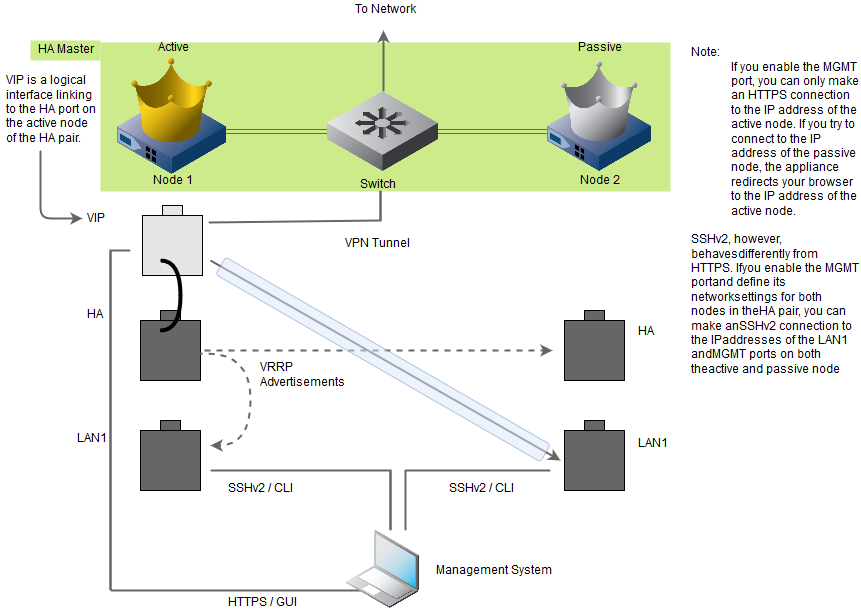 To Network
HA Master
Active
Passive
VIP is a logical
interface linking
to the HA port on
the active node
of the HA pair.
Node 1
Switch
Node 2
Note:
If you enable the MGMT
port, you can only make
an HTTPS connection
to the IP address of the
active node. If you try to
connect to the IP
address of the passive
node, the appliance
redirects your browser
to the IP address of the
active node.
SSHv2, however,
behavesdifferently from
HTTPS. Ifyou enable the MGMT
portand define its
networksettings for both
nodes in theHA pair, you can
make anSSHv2 connection to
the IPaddresses of the LAN1
andMGMT ports on both
theactive and passive node
VIP
VPN Tunnel
HA
HA
VRRP
Advertisements
LAN1
LAN1
SSHv2 / CLI
SSHv2 / CLI
Management System
HTTPS / GUI